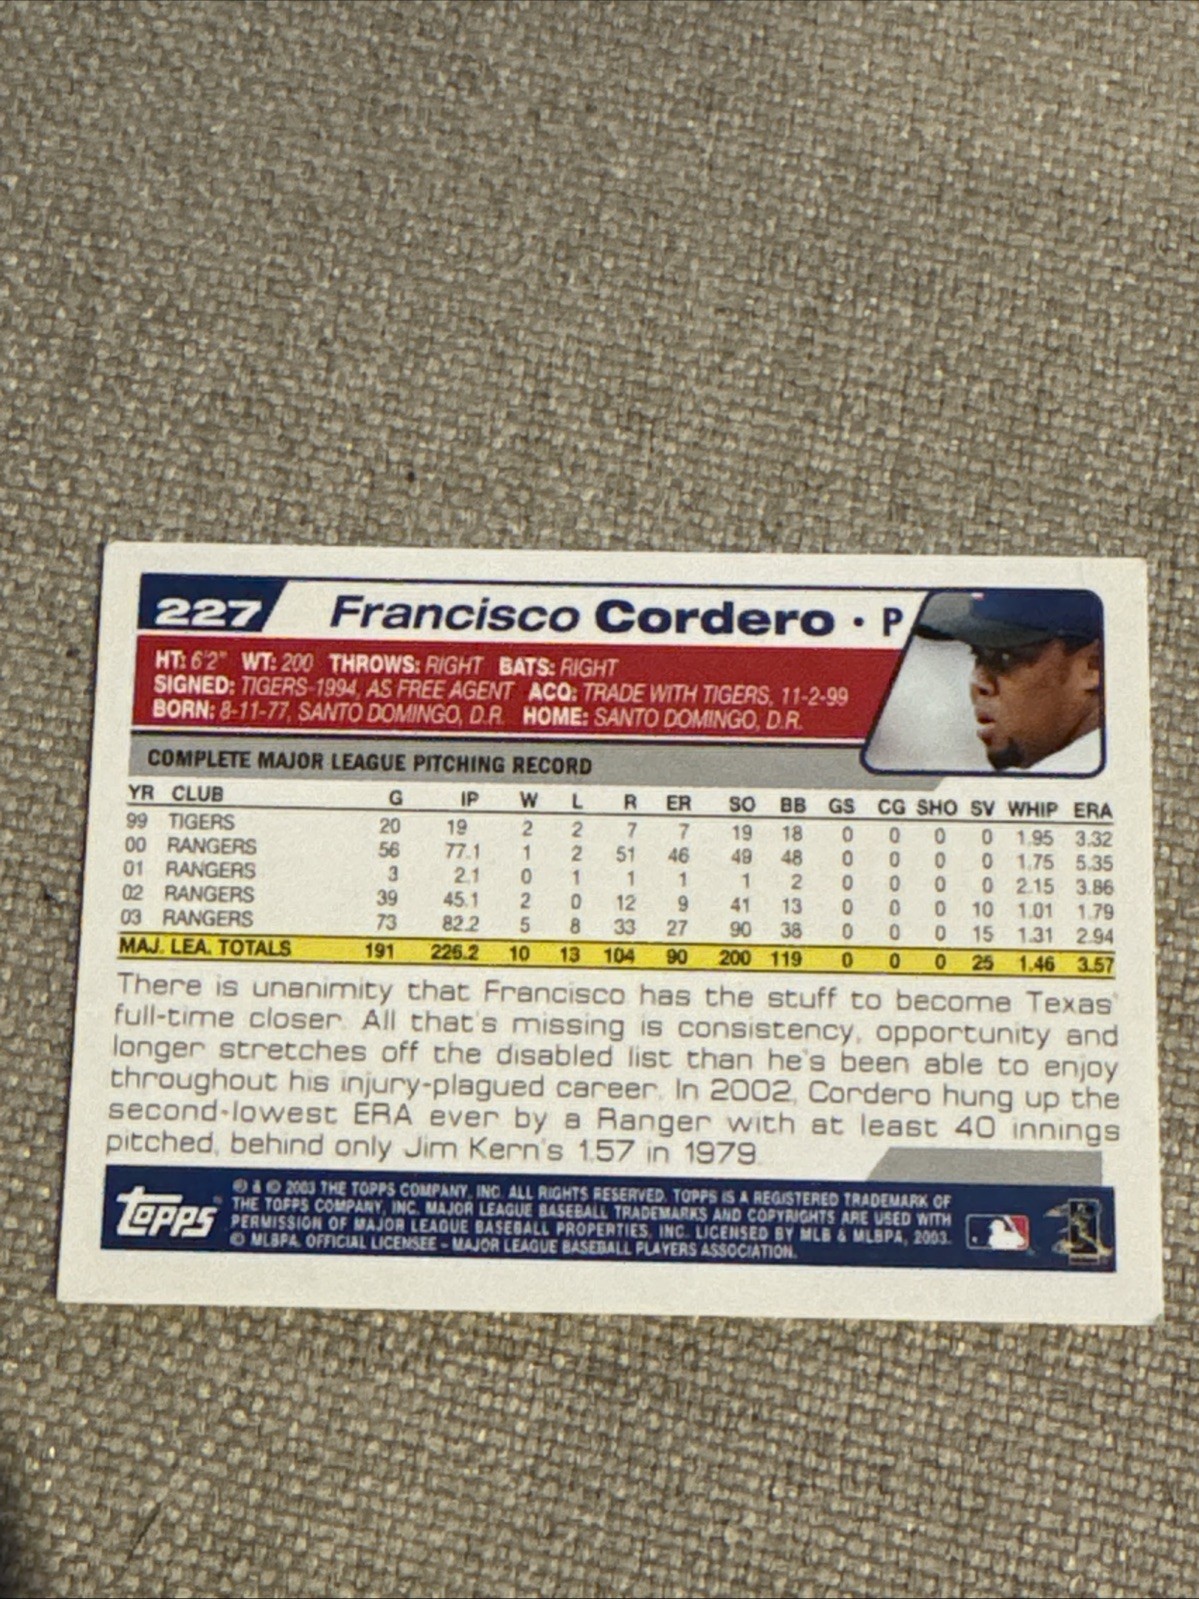 227 Francisco Cordero · P
HT: 6'2" WT: 200 THROWS: RIGHT BATS: RIGHT
SIGNED: TIGERS-1994, AS FREE AGENT ACQ: TRADE WITH TIGERS, 11-2-99
BORN: 8-11-77, SANTO DOMINGO, D.R. HOME: SANTO DOMINGO, D.R.
COMPLETE MAJOR LEAGUE PITCHING RECORD
YR CLUB G IP W L R ER SO BB GS CG SHO SV WHIP ERA
99 TIGERS 20 19 2 2 7 7 19 18 0 0 0 0 1.95 3.32
00 RANGERS 56 77.1 1 2 51 46 49 48 0 0 0 0 1.75 5.35
01 RANGERS 3 2.1 0 1 1 1 1 2 0 0 0 0 2.15 3.86
02 RANGERS 39 45.1 2 0 12 9 41 13 0 0 0 10 1.01 1.79
03 RANGERS 73 82.2 5 8 33 27 90 38 0 0 0 15 1.31 2.94
MAJ. LEA. TOTALS 191 226.2 10 13 104 90 200 119 0 0 0 25 1.46 3.57
There is unanimity that Francisco has the stuff to become Texas'
full-time closer. All that's missing is consistency, opportunity and
longer stretches off the disabled list than he's been able to enjoy
throughout his injury-plagued career. In 2002, Cordero hung up the
second-lowest ERA ever by a Ranger with at least 40 innings
pitched, behind only Jim Kern's 1.57 in 1979.
Topps ® & © 2003 THE TOPPS COMPANY, INC. ALL RIGHTS RESERVED. TOPPS IS A REGISTERED TRADEMARK OF
THE TOPPS COMPANY, INC. MAJOR LEAGUE BASEBALL TRADEMARKS AND COPYRIGHTS ARE USED WITH
PERMISSION OF MAJOR LEAGUE BASEBALL PROPERTIES, INC. LICENSED BY MLB & MLBPA, 2003.
© MLBPA. OFFICIAL LICENSEE - MAJOR LEAGUE BASEBALL PLAYERS ASSOCIATION.